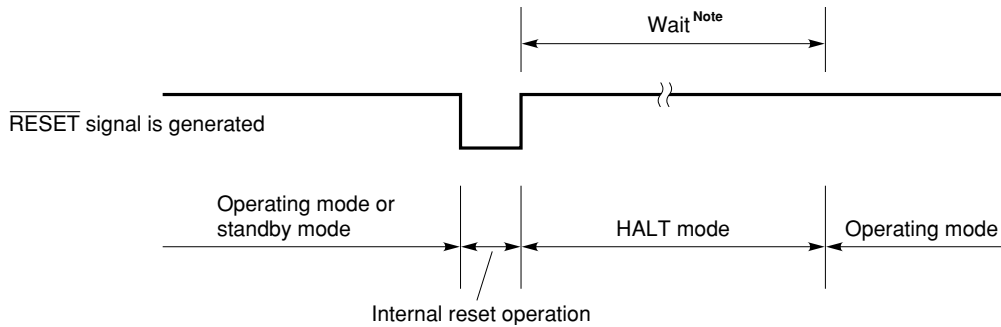 Wait Note
RESET signal is generated
Operating mode or
standby mode
HALT mode
Operating mode
Internal reset operation